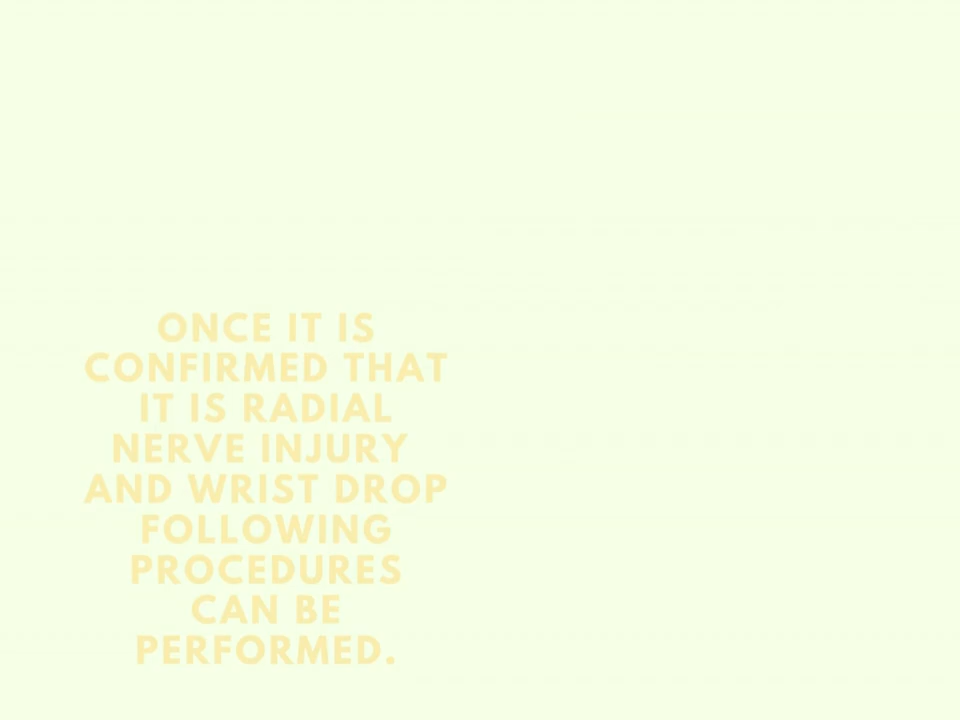 ONCE IT IS
CONFIRMED THAT
IT IS RADIAL
NERVE INJURY
AND WRIST DROP
FOLLOWING
PROCEDURES
CAN BE
PERFORMED.